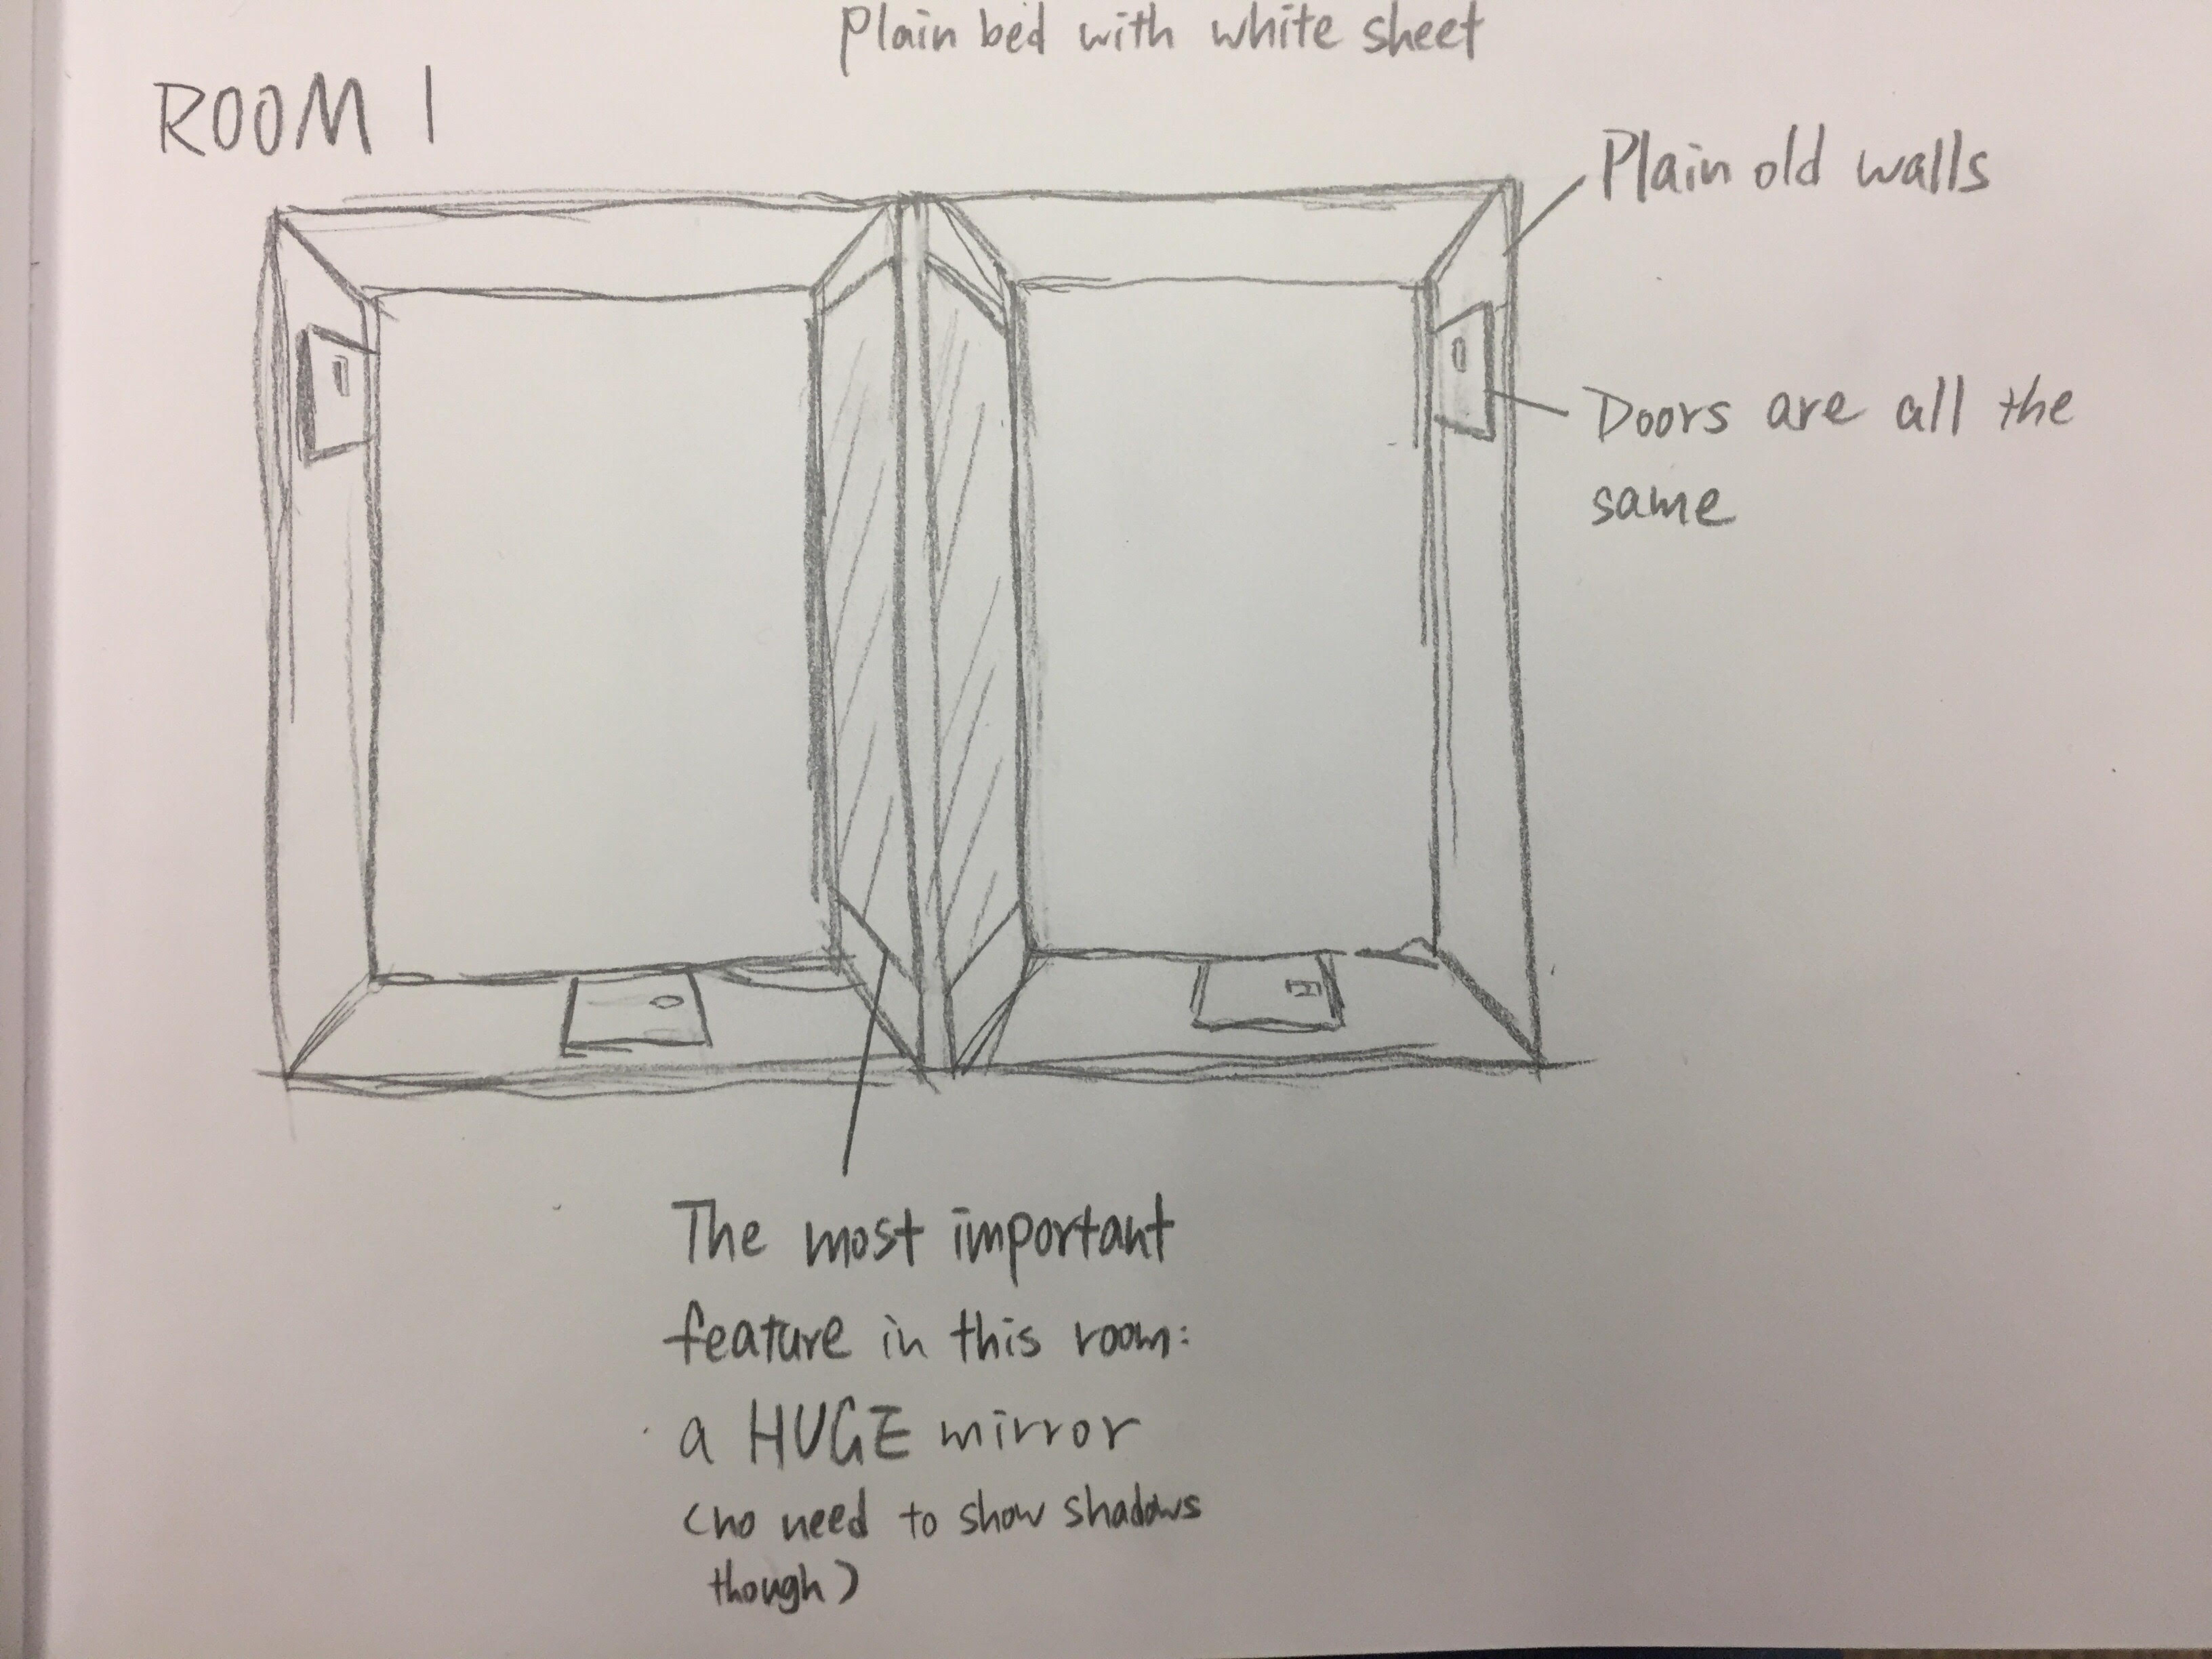 Plain bed with white sheet
ROOM 1
Plain old walls
Doors are all the
same
The most important
feature in this room:
a HUGE mirror
(no need to show shadows
though)